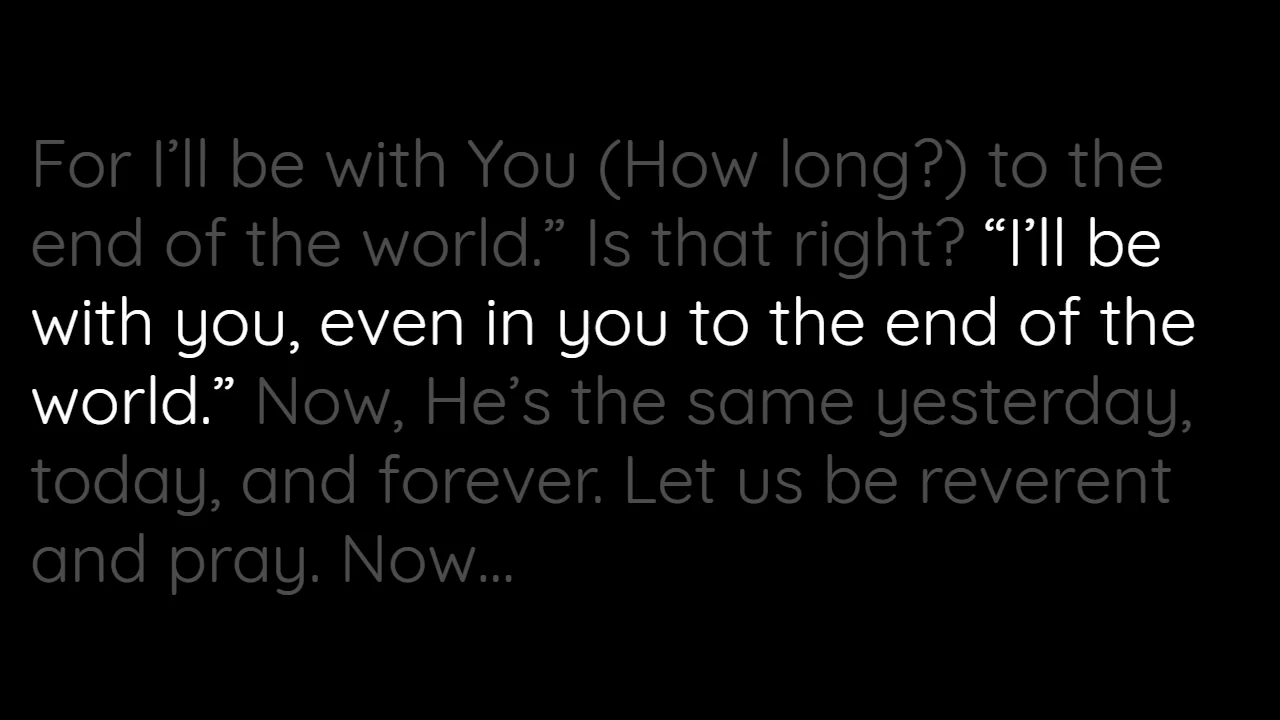 For I’ll be with You (How long?) to the
end of the world.” Is that right? “I’ll be
with you, even in you to the end of the
world.” Now, He’s the same yesterday,
today, and forever. Let us be reverent
and pray. Now...